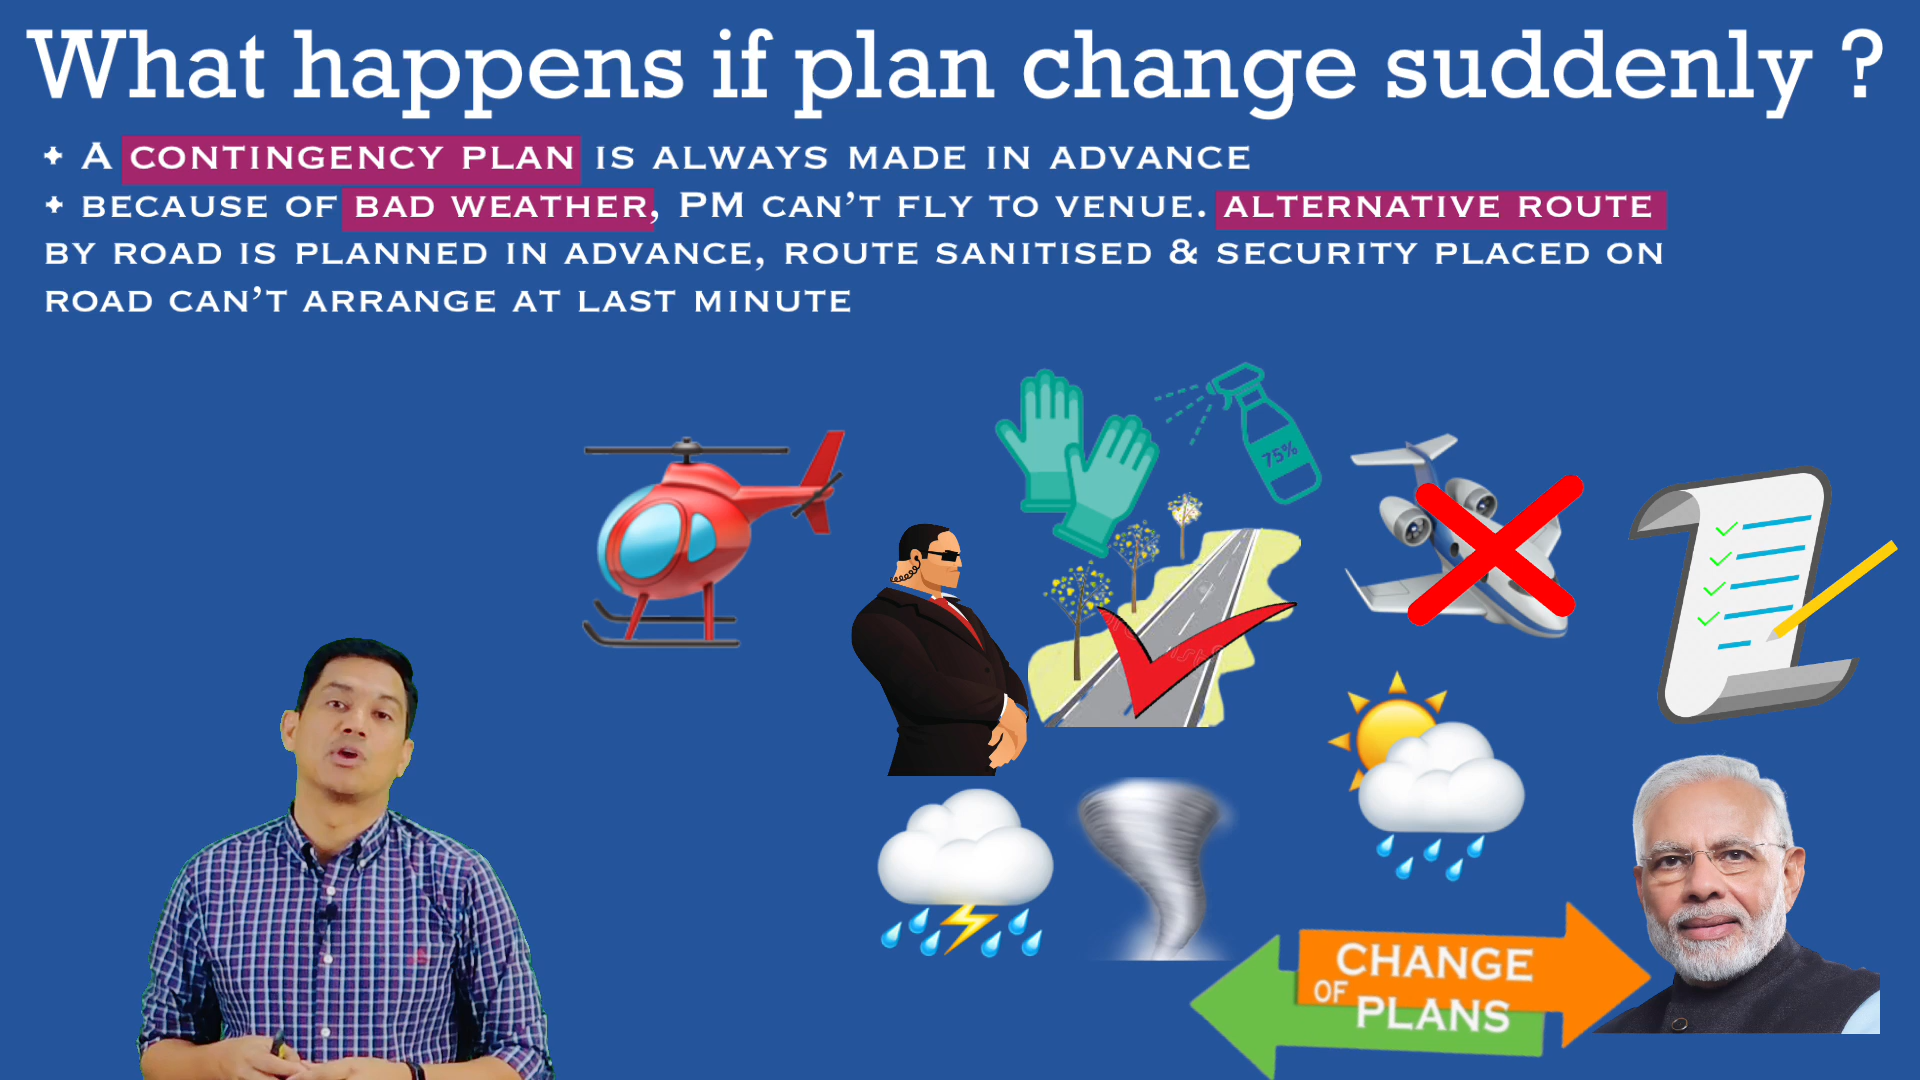 What happens if plan change suddenly ?
+ A CONTINGENCY PLAN IS ALWAYS MADE IN ADVANCE
+ BECAUSE OF BAD WEATHER, PM CAN'T FLY TO VENUE. ALTERNATIVE ROUTE
BY ROAD IS PLANNED IN ADVANCE, ROUTE SANITISED & SECURITY PLACED ON
ROAD CAN'T ARRANGE AT LAST MINUTE
75%
CHANGE
OF PLANS